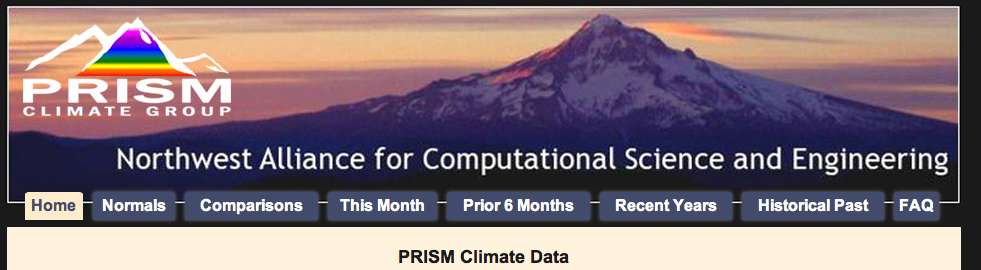 PRISM
CLIMATE GROUP
Northwest Alliance for Computational Science and Engineering
Home Normals Comparisons This Month Prior 6 Months Recent Years Historical Past FAQ
PRISM Climate Data